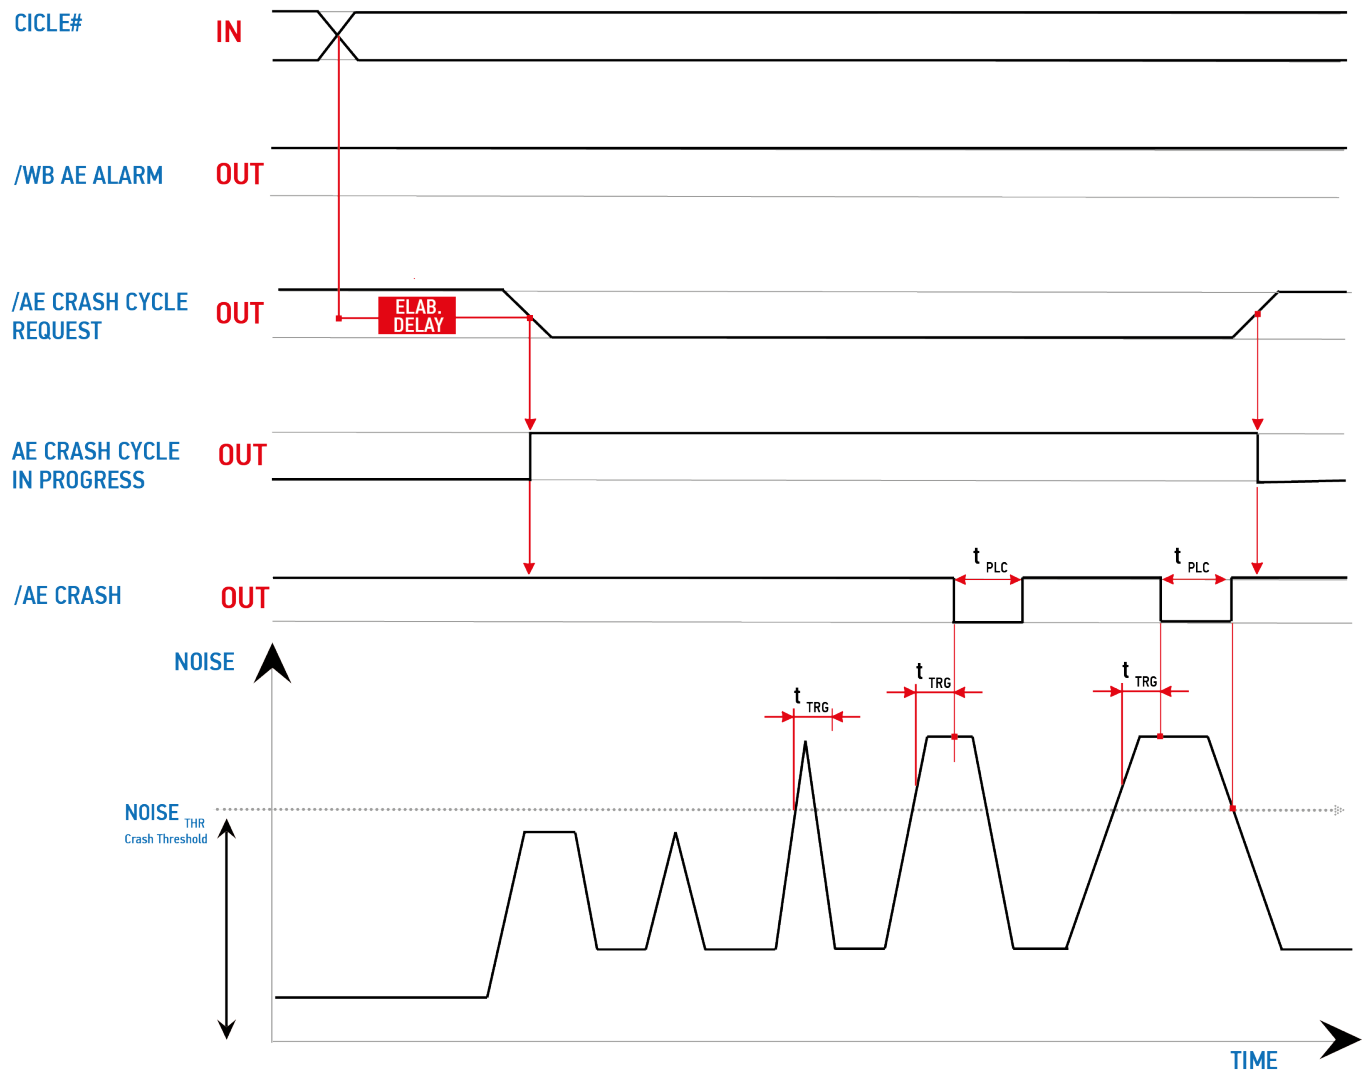 CICLE#
IN
/WB AE ALARM
OUT
/AE CRASH CYCLE
REQUEST
OUT
ELAB.
DELAY
AE CRASH CYCLE
IN PROGRESS
OUT
/AE CRASH
OUT
t PLC
t PLC
NOISE
t TRG
t TRG
t TRG
NOISE THR
Crash Threshold
TIME